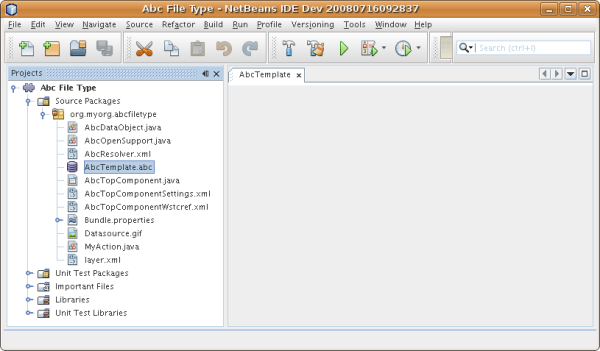 Abc File Type - NetBeans IDE Dev 20080716092837
File Edit View Navigate Source Refactor Build Run Profile Versioning Tools Window Help
Search (ctrl+I)
Projects
AbcTemplate
Abc File Type
Source Packages
org.myorg.abcfiletype
AbcDataObject.java
AbcOpenSupport.java
AbcResolver.xml
AbcTemplate.abc
AbcTopComponent.java
AbcTopComponentSettings.xml
AbcTopComponentWstcref.xml
Bundle.properties
Datasource.gif
MyAction.java
layer.xml
Unit Test Packages
Important Files
Libraries
Unit Test Libraries